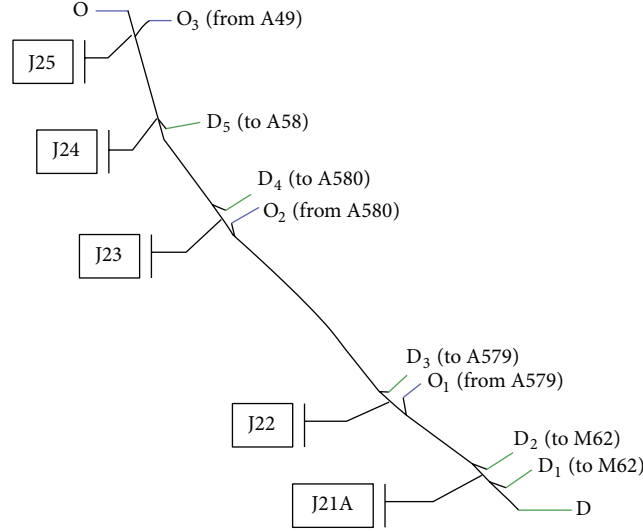 O
O₃ (from A49)
J25
D₅ (to A58)
J24
D₄ (to A580)
O₂ (from A580)
J23
D₃ (to A579)
O₁ (from A579)
J22
D₂ (to M62)
D₁ (to M62)
J21A
D